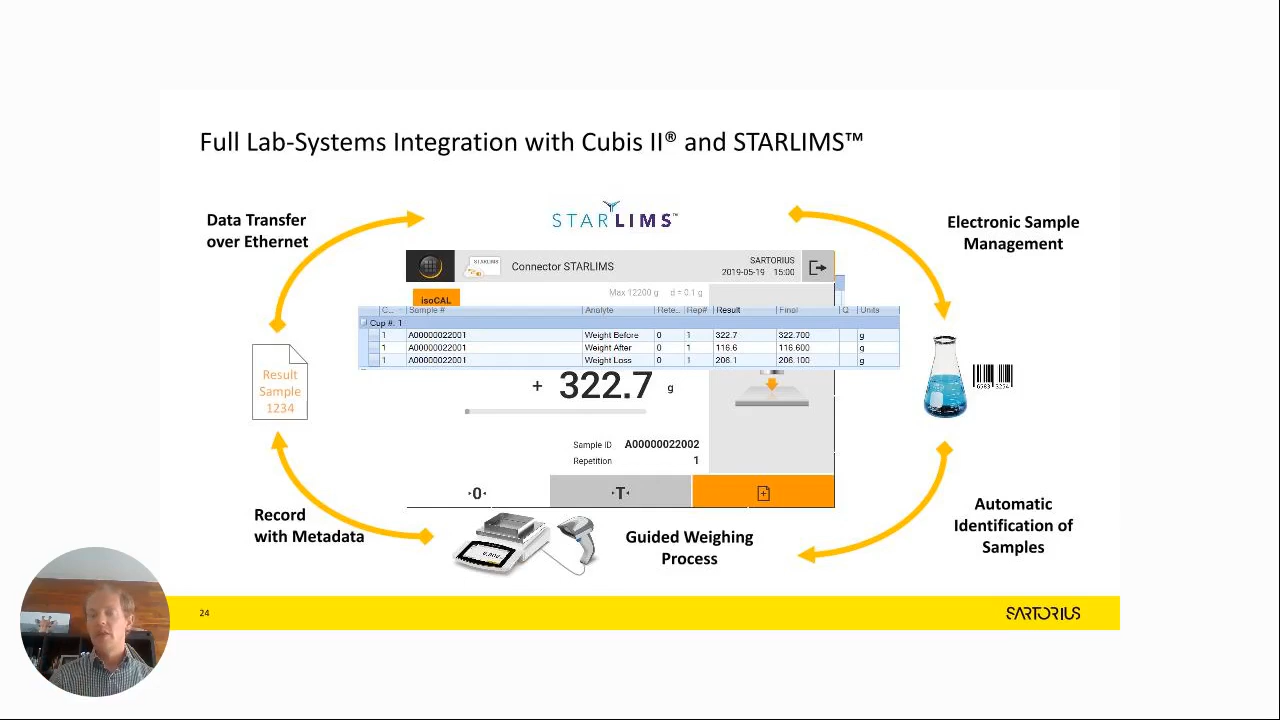 Full Lab-Systems Integration with Cubis II® and STARLIMS™
Data Transfer
over Ethernet
STARLIMS™
Electronic Sample
Management
STARLIMS
Connector STARLIMS
SARTORIUS
2019-05-19 15:00
isoCAL
Max 12200 g d = 0.1 g
C... Sample # Analyte Rete... Rep# Result Final Q Units
Cup #: 1
1 A00000022001 Weight Before 0 1 322.7 322.700 g
1 A00000022001 Weight After 0 1 116.6 116.600 g
1 A00000022001 Weight Loss 0 1 206.1 206.100 g
+ 322.7 g
Result
Sample
1234
Sample ID A00000022002
Repetition 1
0
T
Record
with Metadata
Guided Weighing
Process
Automatic
Identification of
Samples
24
SARTORIUS